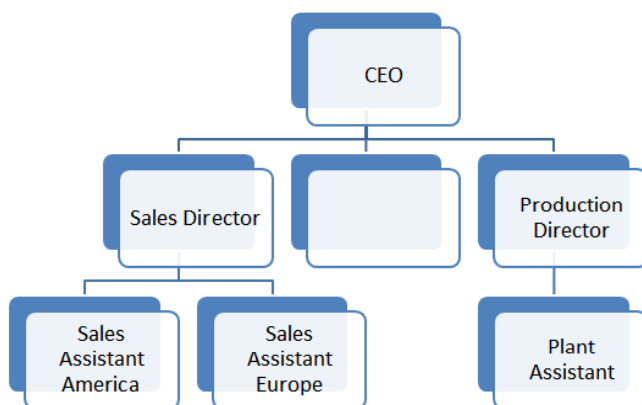 CEO
Sales Director
Production
Director
Sales
Assistant
America
Sales
Assistant
Europe
Plant
Assistant